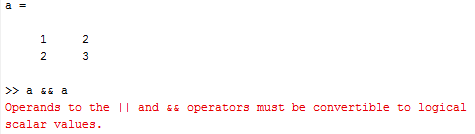 a =
1 2
2 3
>> a && a
Operands to the || and && operators must be convertible to logical
scalar values.